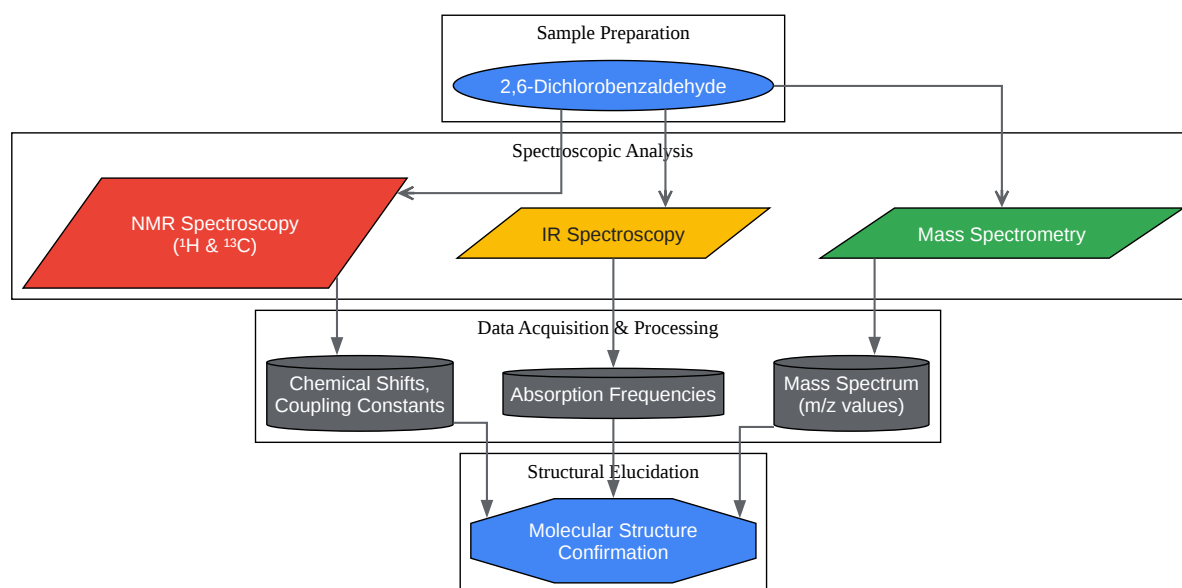 Sample Preparation
2,6-Dichlorobenzaldehyde
Spectroscopic Analysis
NMR Spectroscopy
(¹H & ¹³C)
IR Spectroscopy
Mass Spectrometry
Data Acquisition & Processing
Chemical Shifts,
Coupling Constants
Absorption Frequencies
Mass Spectrum
(m/z values)
Structural Elucidation
Molecular Structure
Confirmation